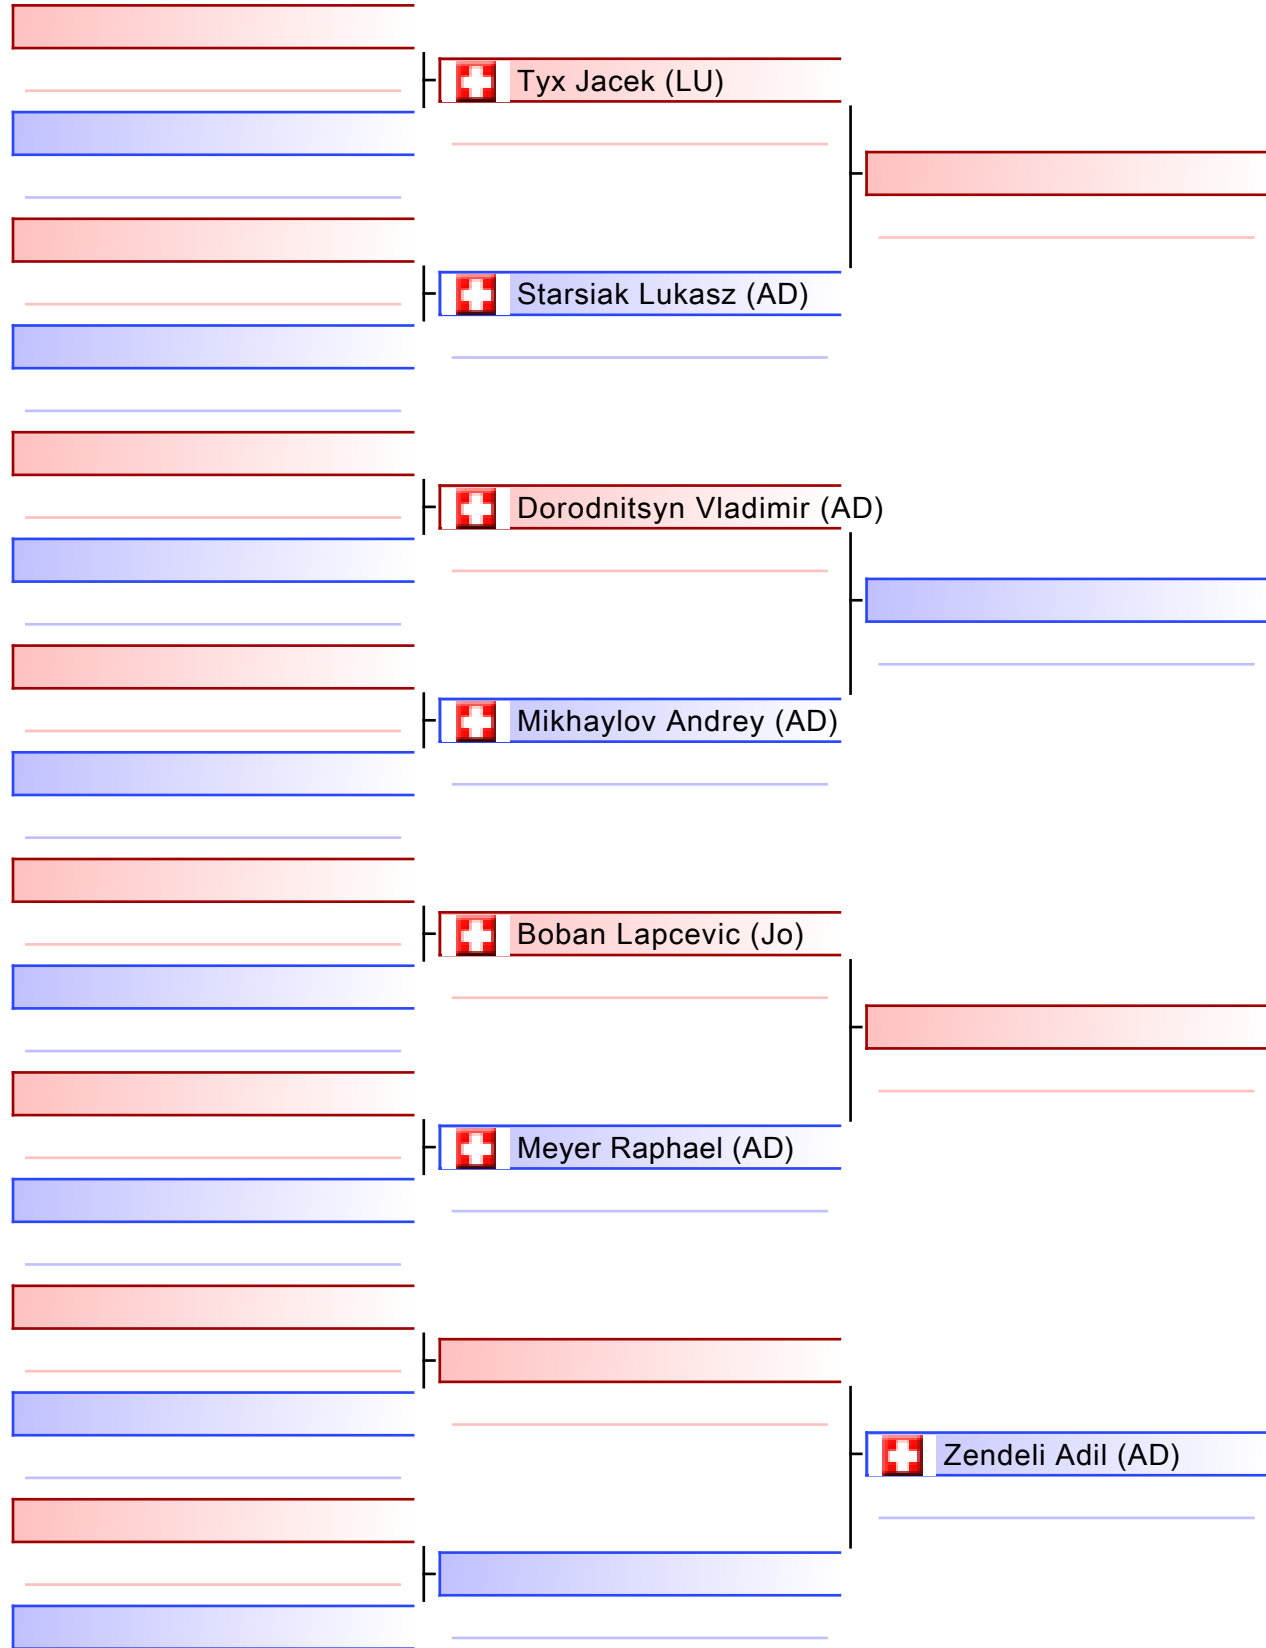 Tyx Jacek (LU)
Starsiak Lukasz (AD)
Dorodnitsyn Vladimir (AD)
Mikhaylov Andrey (AD)
Boban Lapcevic (Jo)
Meyer Raphael (AD)
Zendeli Adil (AD)